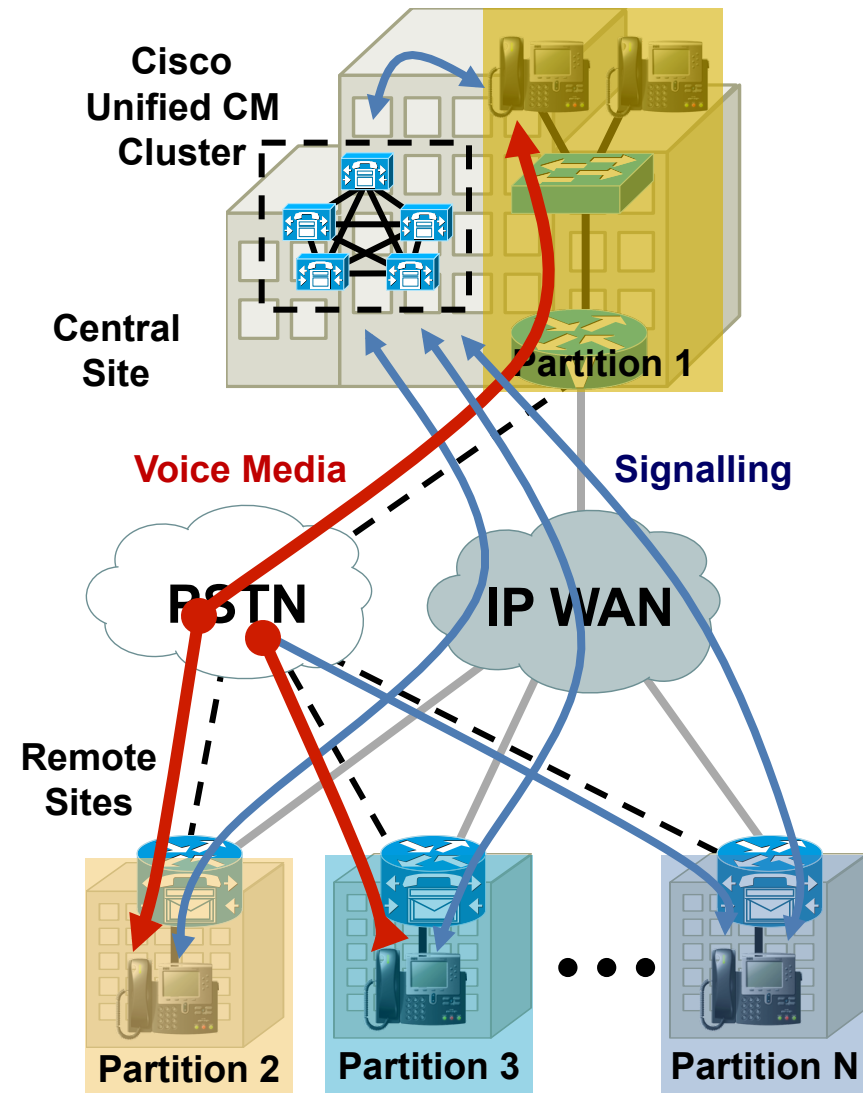 Cisco
Unified CM
Cluster
Central
Site
Partition 1
Voice Media
Signalling
PSTN
IP WAN
Remote
Sites
Partition 2
Partition 3
Partition N